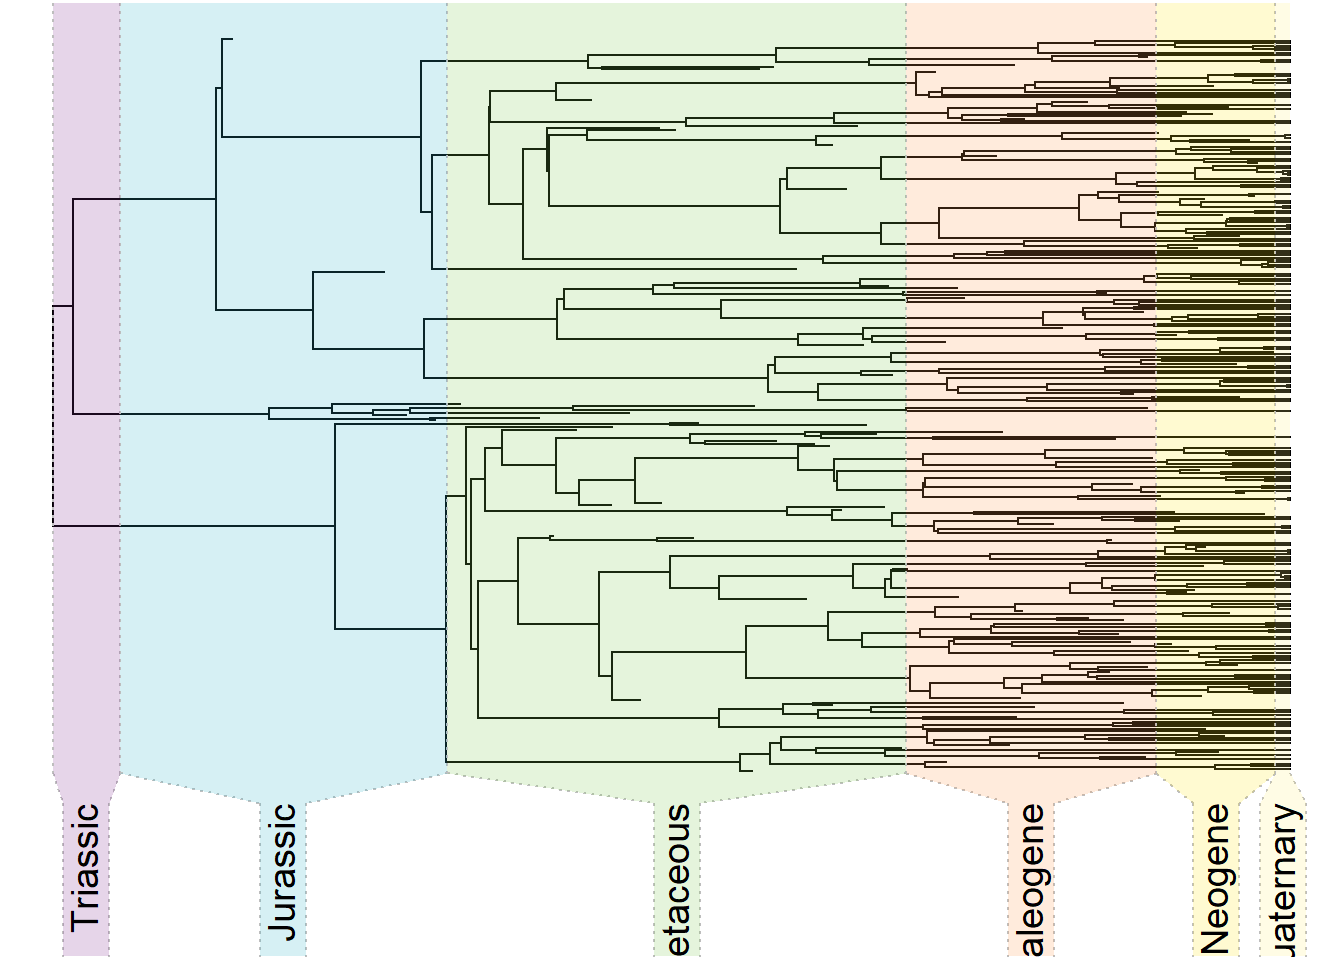 Triassic
Jurassic
etaceous
aleogene
Neogene
uaternary